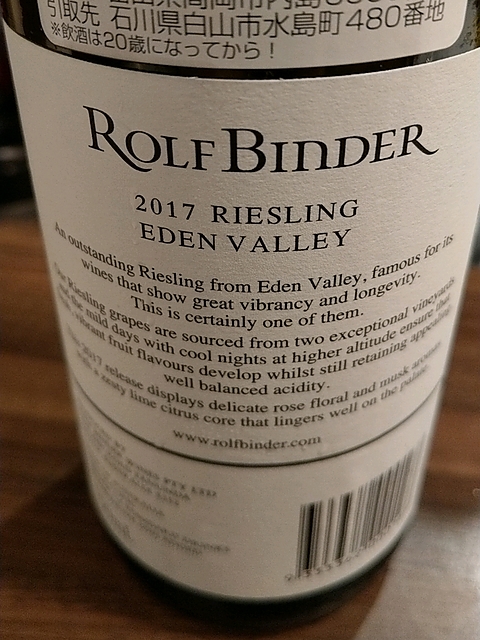 引取先 石川県白山市水島町480番地
※飲酒は20歳になってから!
ROLF BINDER
2017 RIESLING
EDEN VALLEY
An outstanding Riesling from Eden Valley, famous for its
wines that show great vibrancy and longevity.
This is certainly one of them.
Riesling grapes are sourced from two exceptional vineyards
mild days with cool nights at higher altitude ensure that
vibrant fruit flavours develop whilst still retaining appealing,
well balanced acidity.
2017 release displays delicate rose floral and musk aromas
with a zesty lime citrus core that lingers well on the palate.
www.rolfbinder.com
PTY LTD